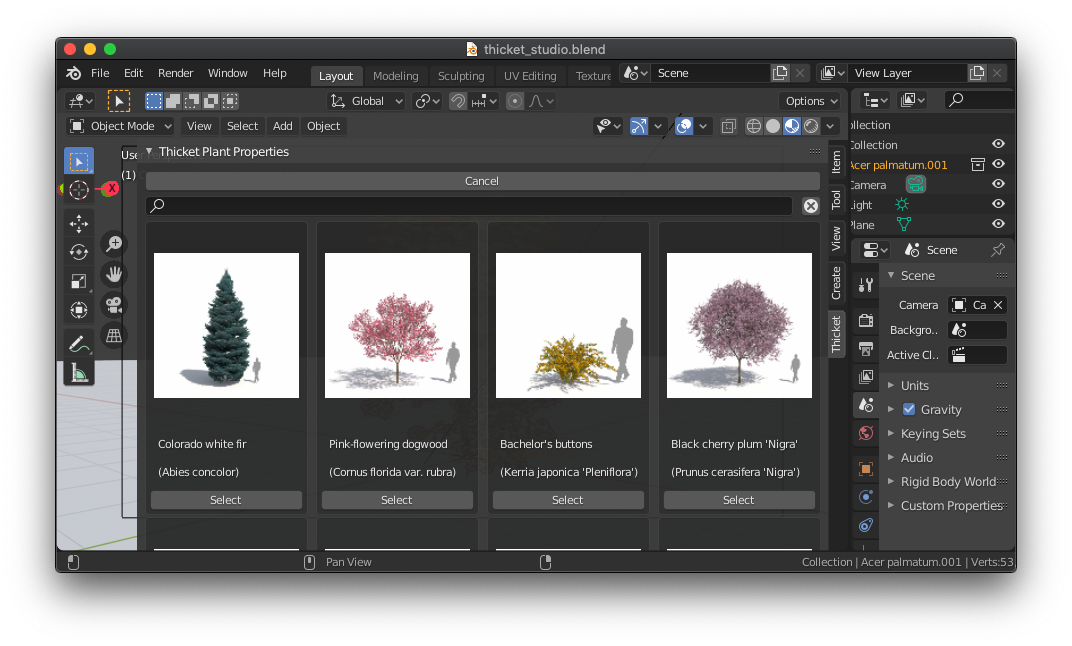 thicket_studio.blend
File Edit Render Window Help Layout Modeling Sculpting UV Editing Texture Scene View Layer
Global Options
Object Mode View Select Add Object
User
(1)
X
Thicket Plant Properties
Cancel
Colorado white fir
(Abies concolor)
Select
Pink-flowering dogwood
(Cornus florida var. rubra)
Select
Bachelor's buttons
(Kerria japonica 'Pleniflora')
Select
Black cherry plum 'Nigra'
(Prunus cerasifera 'Nigra')
Select
Item
Tool
View
Create
Thicket
ollection
Collection
Acer palmatum.001
Camera
Light
Plane
Scene
Scene
Camera Ca
Backgro..
Active Cl..
Units
Gravity
Keying Sets
Audio
Rigid Body World
Custom Properties
Pan View
Collection | Acer palmatum.001 | Verts:53